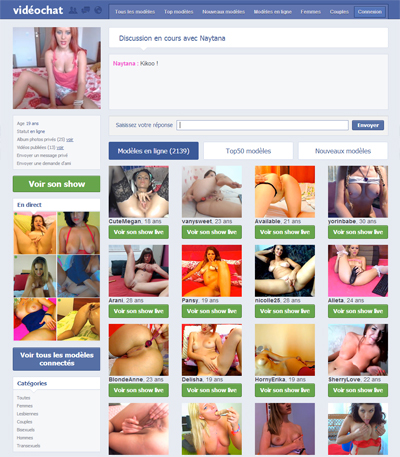 vidéochat
Tous les modèles
Top modèles
Nouveaux modèles
Modèles en ligne
Femmes
Couples
Connexion
Discussion en cours avec Naytana
Naytana : Kikoo !
Saisissez votre réponse
Envoyer
Age 18 ans
Statut en ligne
Album photos privés (25) voir
Vidéos publiées (13) voir
Envoyer un message privé
Envoyer une demande d'ami
Voir son show
En direct
Voir tous les modèles
connectés
Catégories
Toutes
Femmes
Lesbiennes
Couples
Bisexuels
Hommes
Transexuels
Modèles en ligne (2139)
Top50 modèles
Nouveaux modèles
CuteMegan, 18 ans
vanysweet, 23 ans
Available, 21 ans
yorinbabe, 30 ans
Voir son show live
Voir son show live
Voir son show live
Voir son show live
Arani, 28 ans
Pansy, 19 ans
nicolle25, 28 ans
Alleta, 24 ans
Voir son show live
Voir son show live
Voir son show live
Voir son show live
BlondeAnne, 23 ans
Delisha, 19 ans
HornyErika, 19 ans
SherryLove, 22 ans
Voir son show live
Voir son show live
Voir son show live
Voir son show live